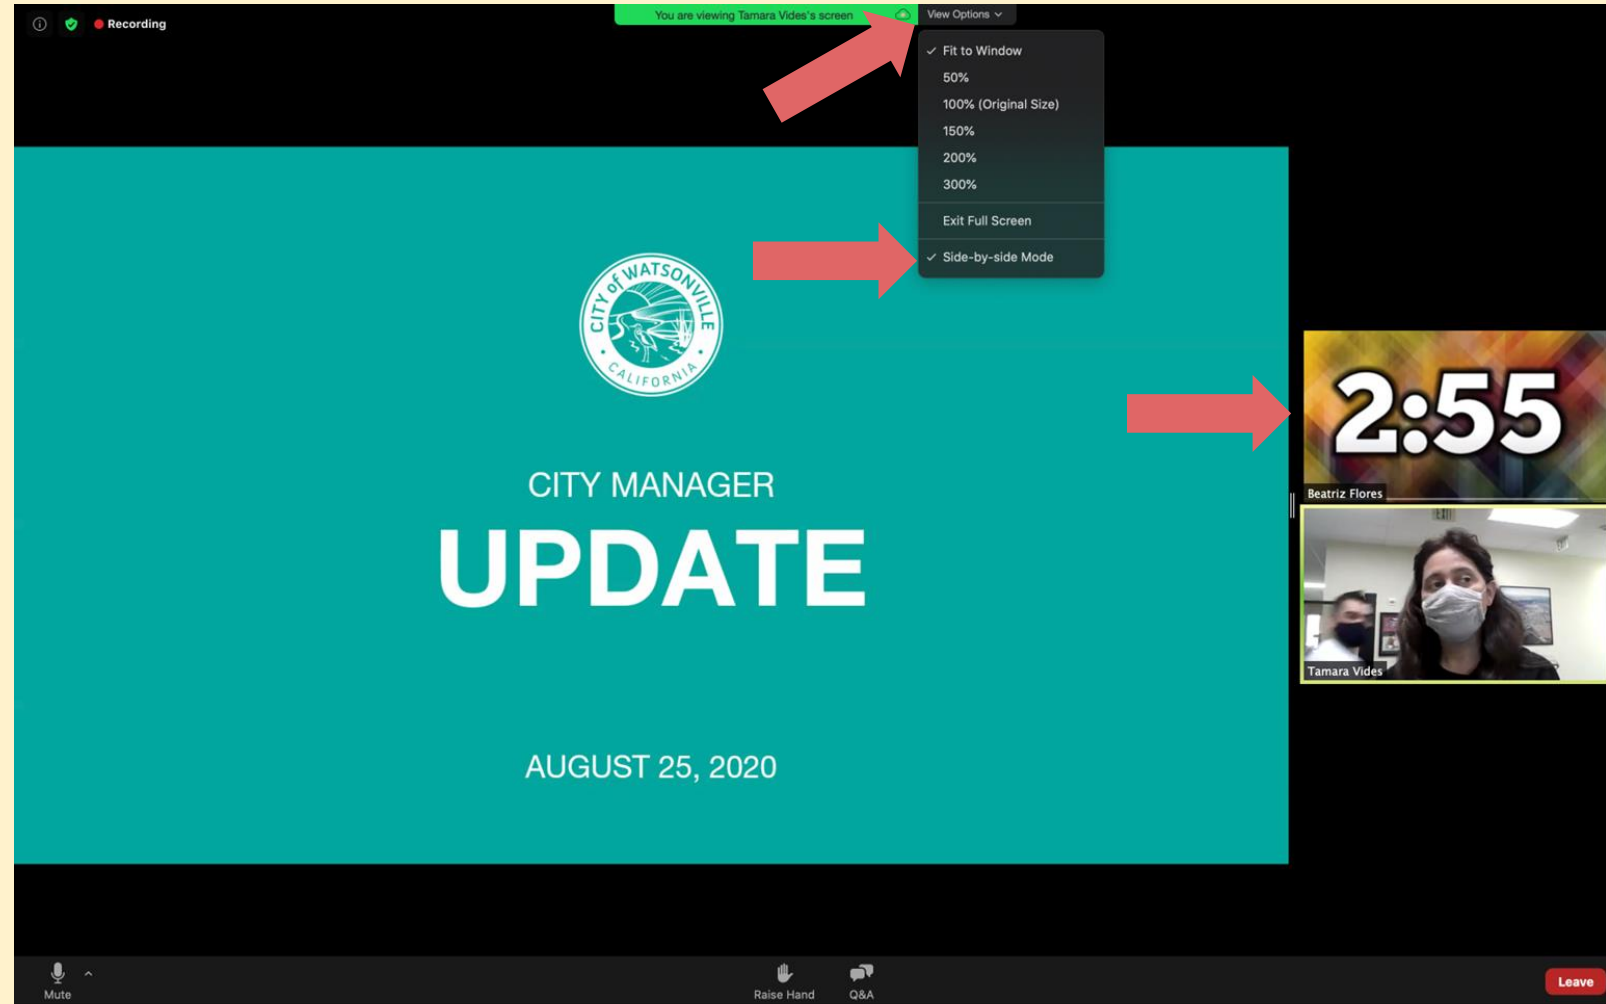 Recording
You are viewing Tamara Vides's screen
View Options
Fit to Window
50%
100% (Original Size)
150%
200%
300%
Exit Full Screen
Side-by-side Mode
CITY of WATSONVILLE
CALIFORNIA
CITY MANAGER
UPDATE
AUGUST 25, 2020
2:55
Beatriz Flores
Tamara Vides
Mute
Raise Hand
Q&A
Leave